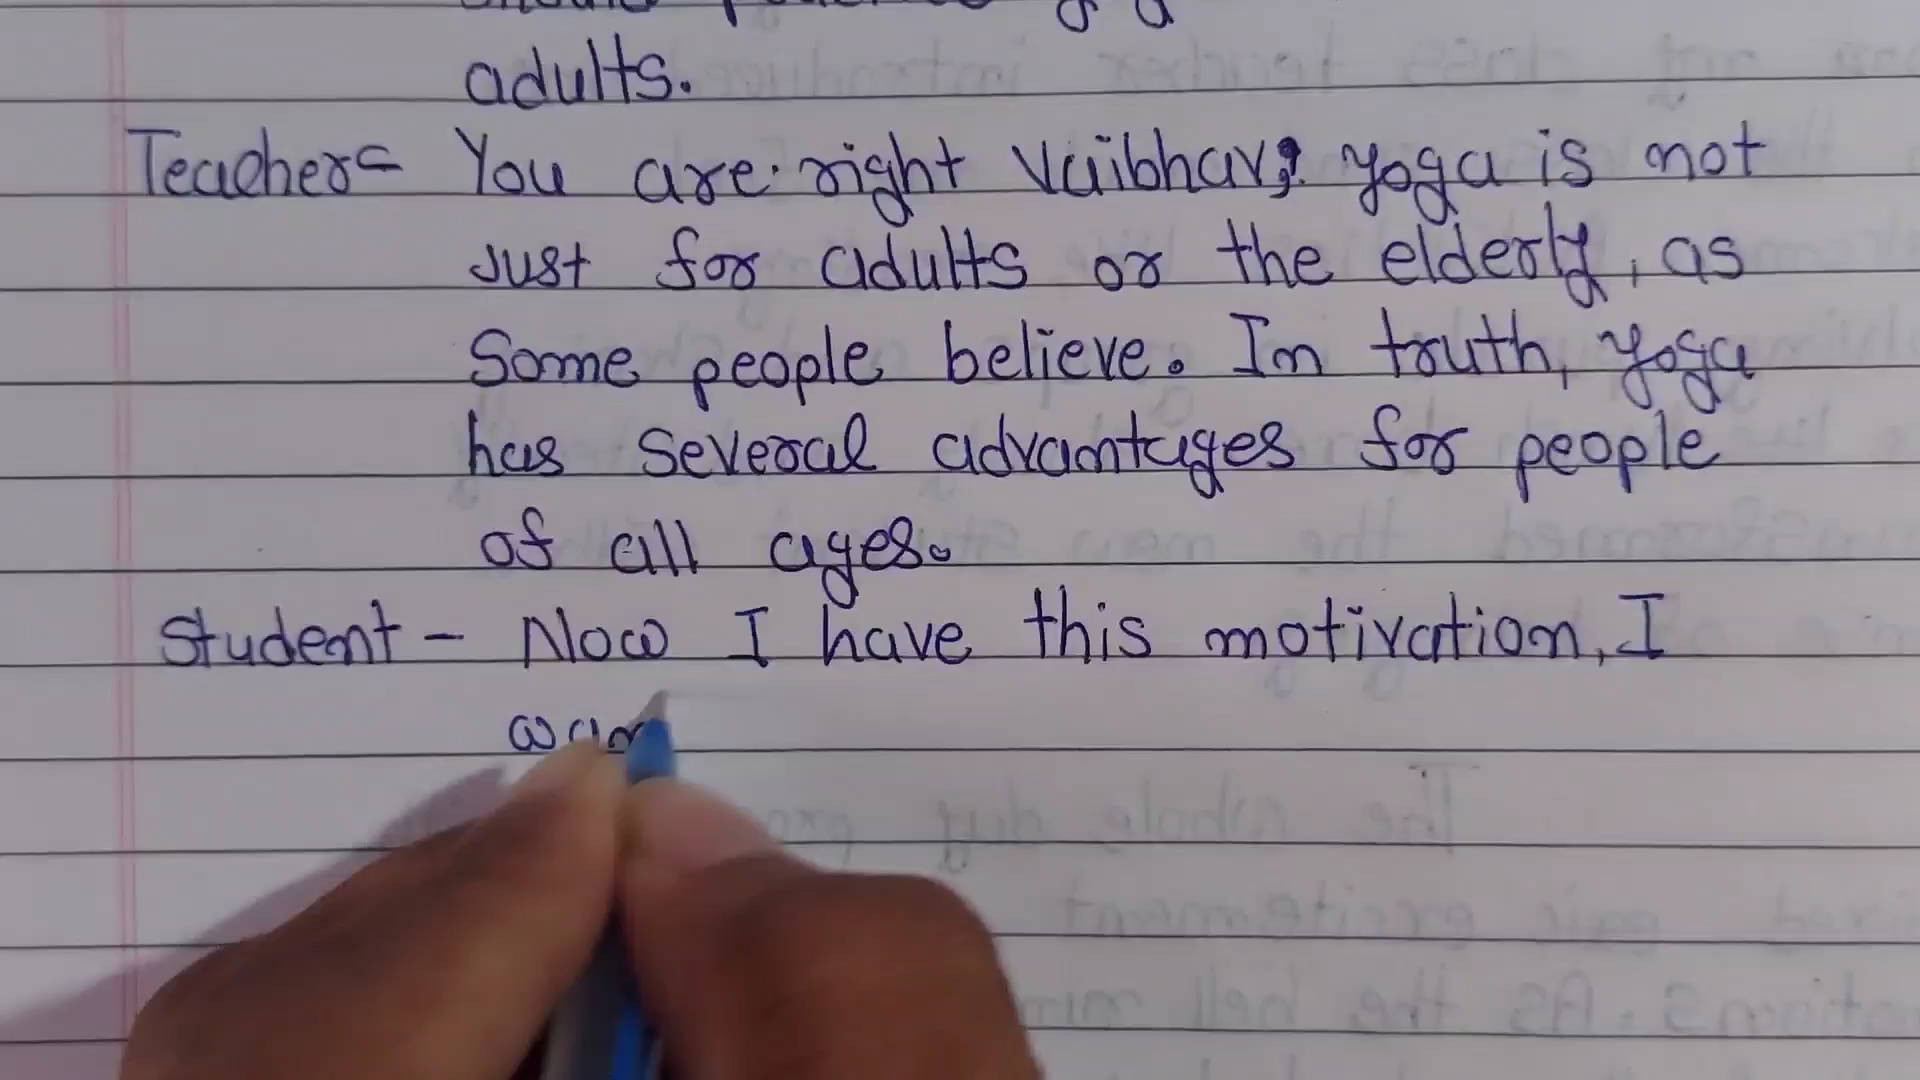 adults.
Teacher= You are right Vaibhav, yoga is not
Just for adults or the elderly, as
Some people believe. In truth, yoga
has several advantages for people
of all ages.
Student - Now I have this motivation, I
wan